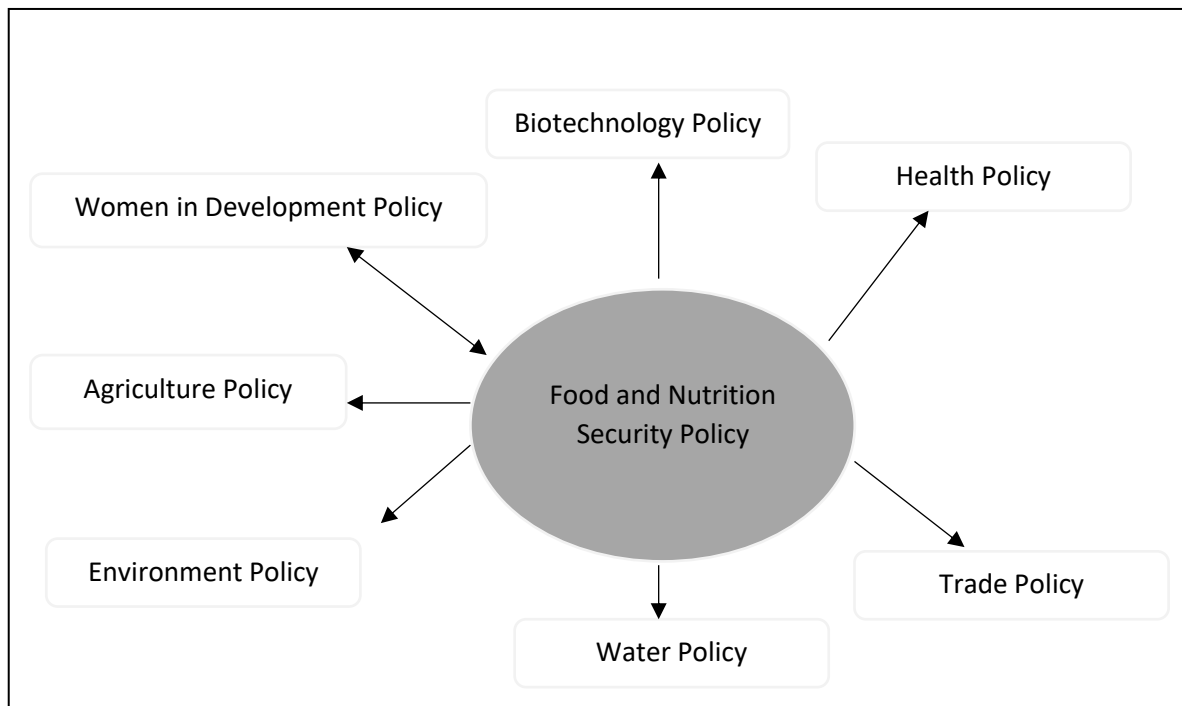 Biotechnology Policy
Health Policy
Women in Development Policy
Agriculture Policy
Food and Nutrition
Security Policy
Environment Policy
Trade Policy
Water Policy